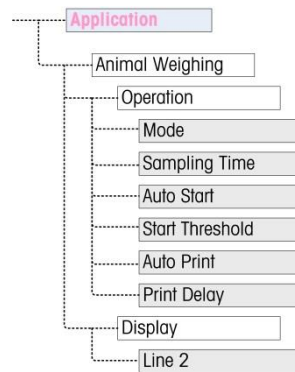 Application
Animal Weighing
Operation
Mode
Sampling Time
Auto Start
Start Threshold
Auto Print
Print Delay
Display
Line 2